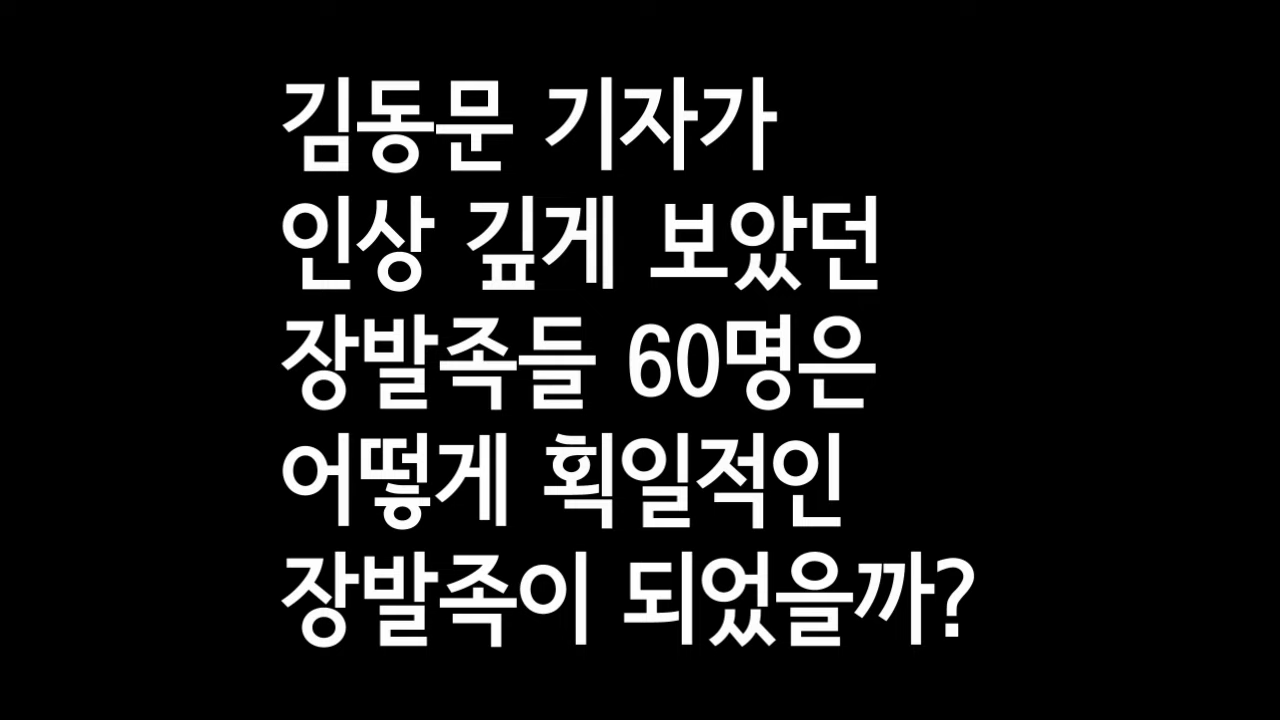 김동문 기자가
인상 깊게 보았던
장발족들 60명은
어떻게 획일적인
장발족이 되었을까?